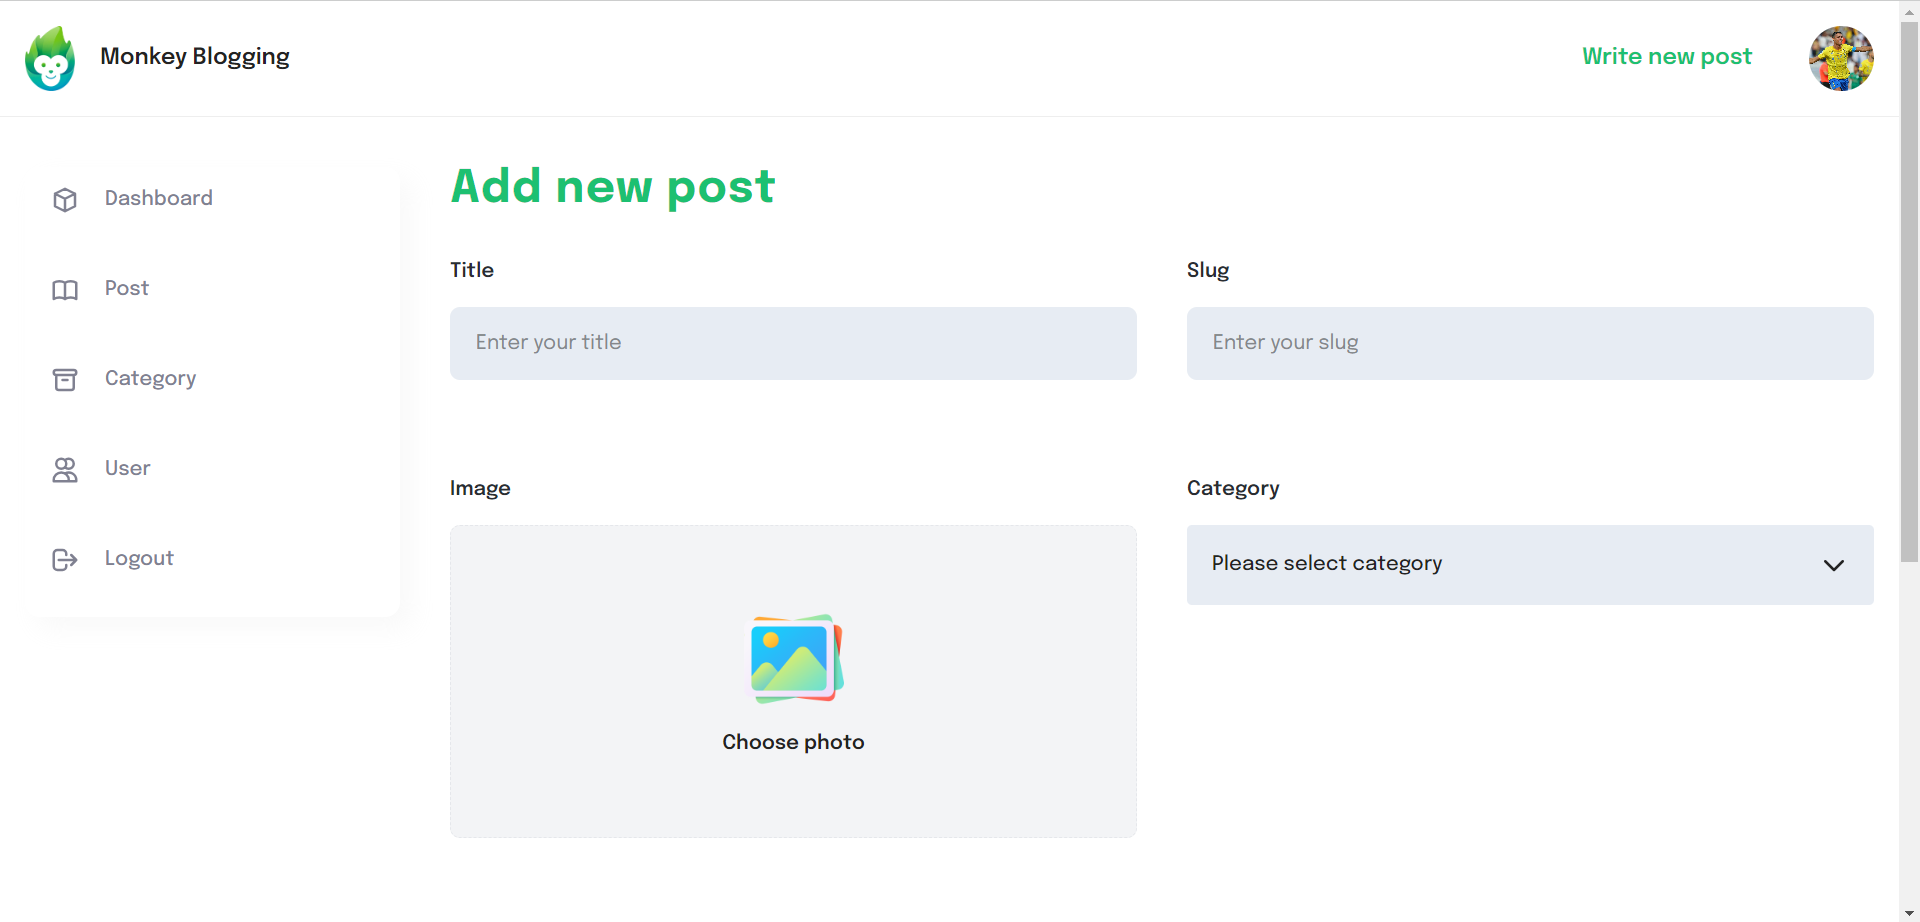 Monkey Blogging
Write new post
Dashboard
Post
Category
User
Logout
Add new post
Title
Enter your title
Slug
Enter your slug
Image
Choose photo
Category
Please select category